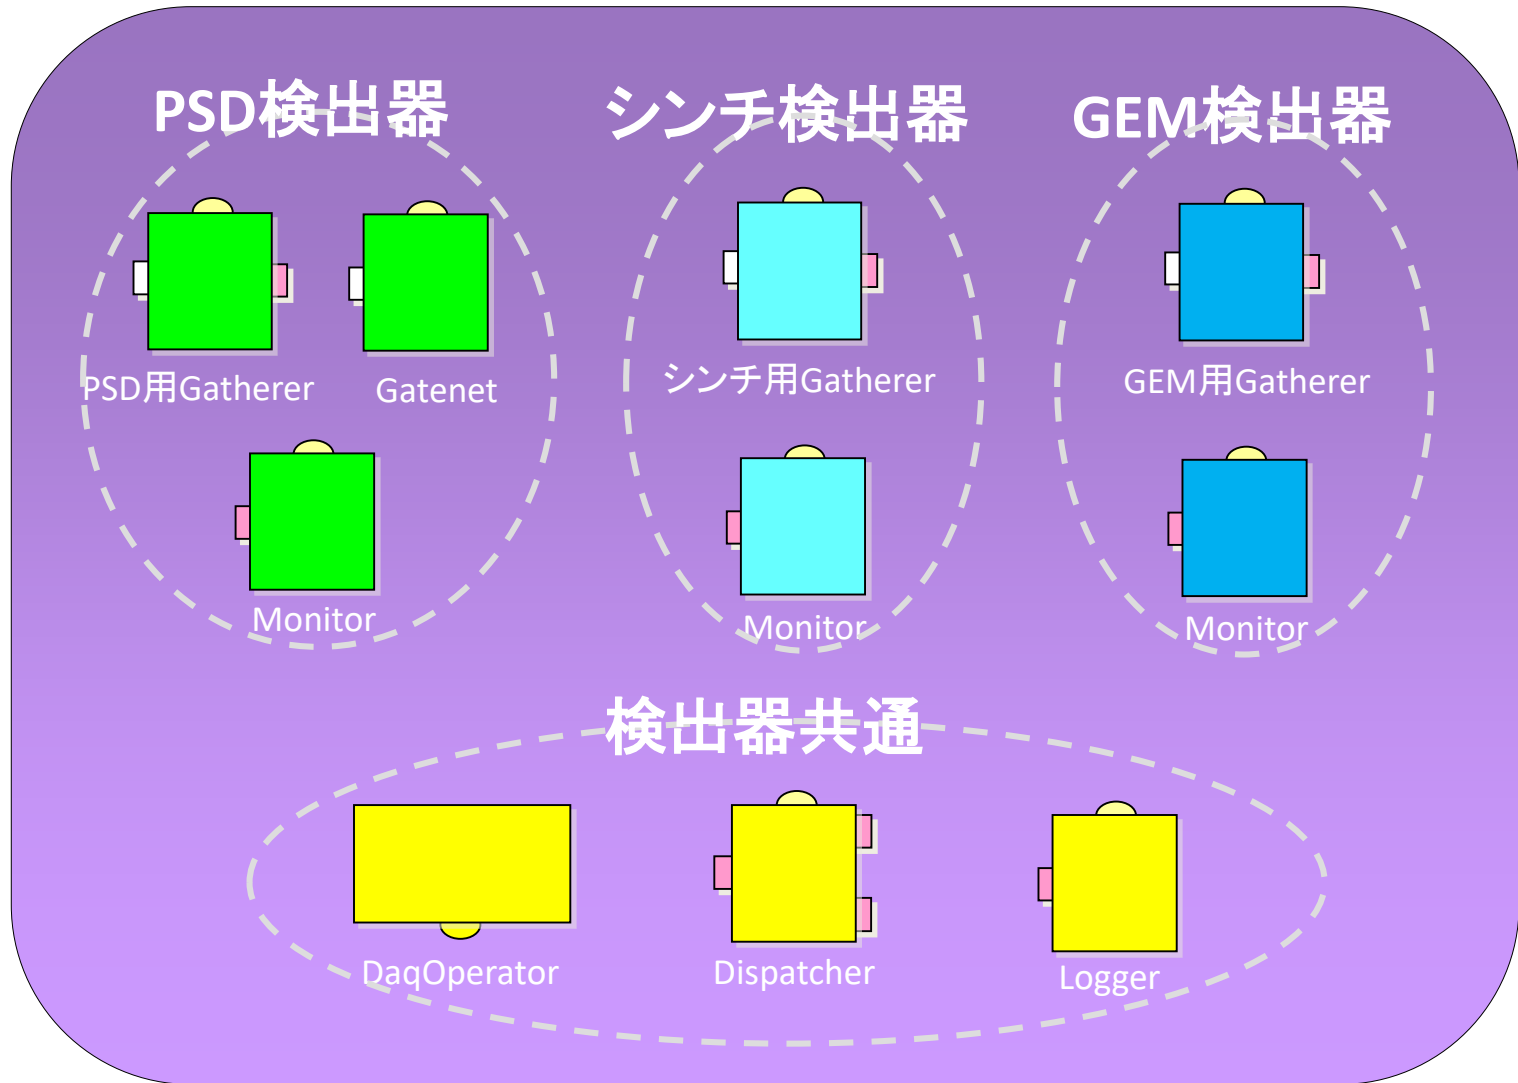 PSD検出器
シンチ検出器
GEM検出器
PSD用Gatherer
Gatenet
シンチ用Gatherer
GEM用Gatherer
Monitor
Monitor
Monitor
検出器共通
DaqOperator
Dispatcher
Logger